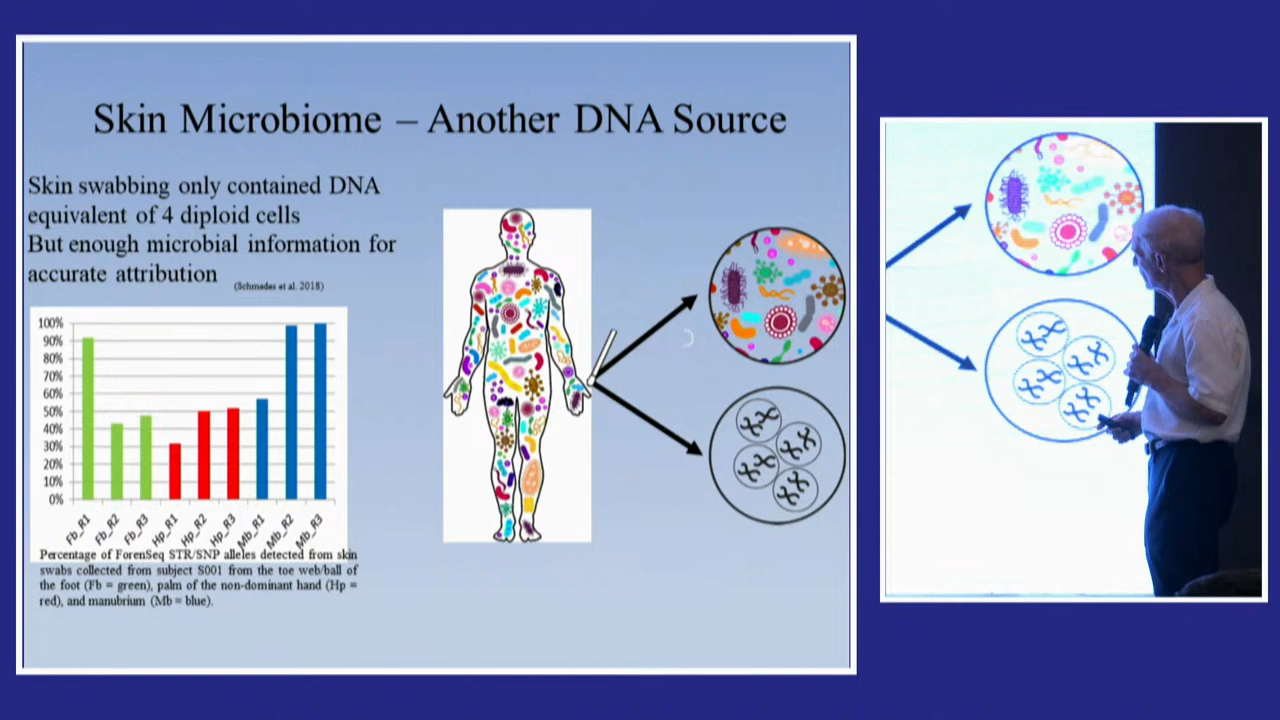 Skin Microbiome – Another DNA Source
Skin swabbing only contained DNA
equivalent of 4 diploid cells
But enough microbial information for
accurate attribution
(Schmedes et al. 2018)
100%
90%
80%
70%
60%
50%
40%
30%
20%
10%
0%
Fb_R1
Fb_R2
Fb_R3
Hp_R1
Hp_R2
Hp_R3
Mb_R1
Mb_R2
Mb_R3
Percentage of ForenSeq STR/SNP alleles detected from skin
swabs collected from subject S001 from the toe web/ball of
the foot (Fb = green), palm of the non-dominant hand (Hp =
red), and manubrium (Mb = blue).